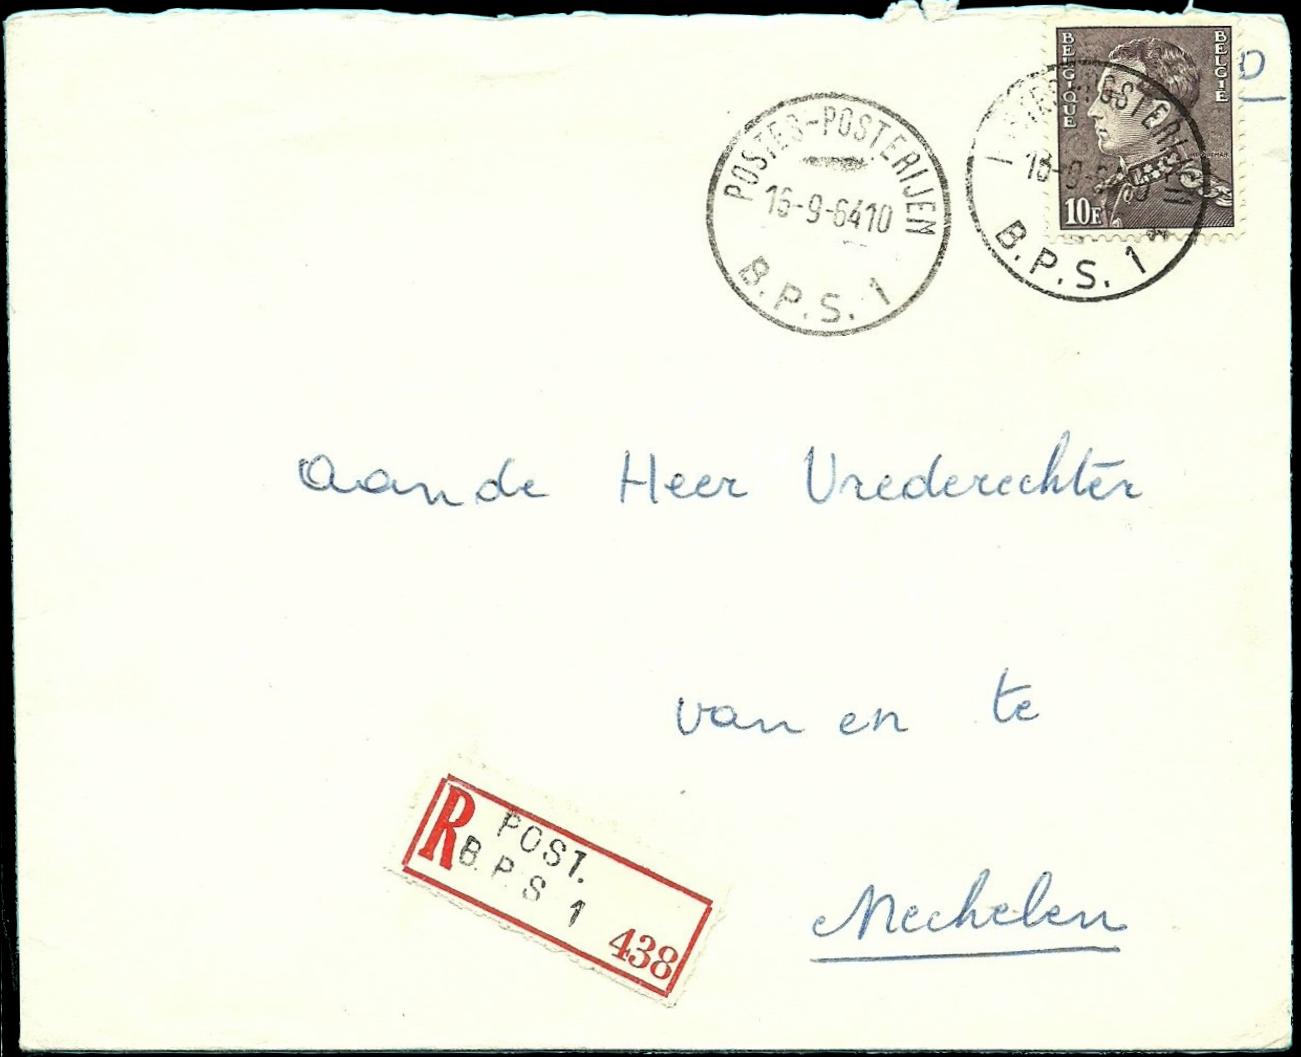 BELGIQUE
BELGIE
D
10F
POSTES-POSTERIJEN
16-9-64 10
B.P.S. 1
B.P.S. 1
aan de Heer Vrederechter
van en te
Mechelen
R
POST.
B.P.S 1
438